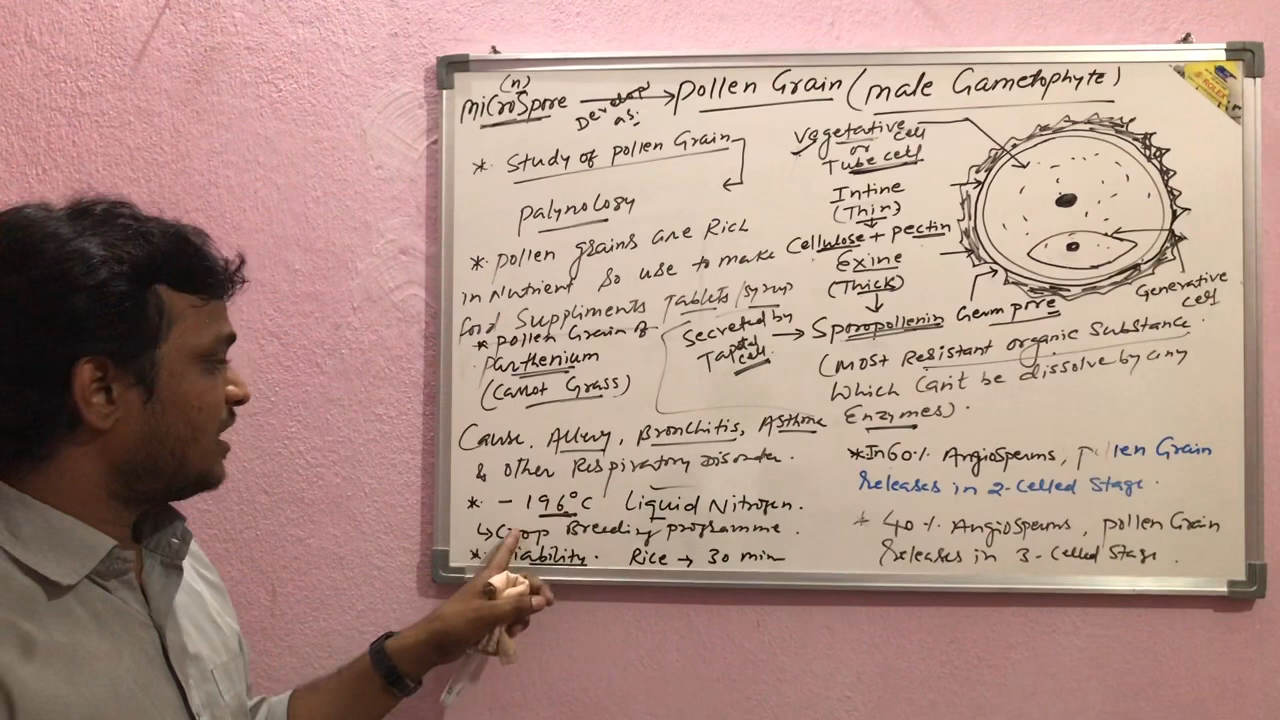 (n)
Microspore Develop as: → Pollen Grain (male Gametophyte)
* Study of pollen Grain
palynology
* pollen grains are Rich
in Nutrient So use to make
food Suppliments Tablets/Syrup
* pollen Grain of
Parthenium
(Carrot Grass)
Cause, Allergy, Bronchitis, Asthma
& other Respiratory Disorder.
* -196°C Liquid Nitrogen.
↳ Crop Breeding programme.
* Viability. Rice → 30 min
Vegetative cell
or
Tube cell
Intine
(Thin)
Cellulose + pectin
Exine
(Thick)
Secreted by
Tapetal
cell
→ Sporopollenin
Germpore
Generative
cell
(Most Resistant organic Substance
Which Can't be dissolve by any
Enzymes).
* In 60% Angiosperms, pollen Grain
Releases in 2-Celled Stage.
* 40% Angiosperms, pollen Grain
Releases in 3-Celled Stage.
ROLEX